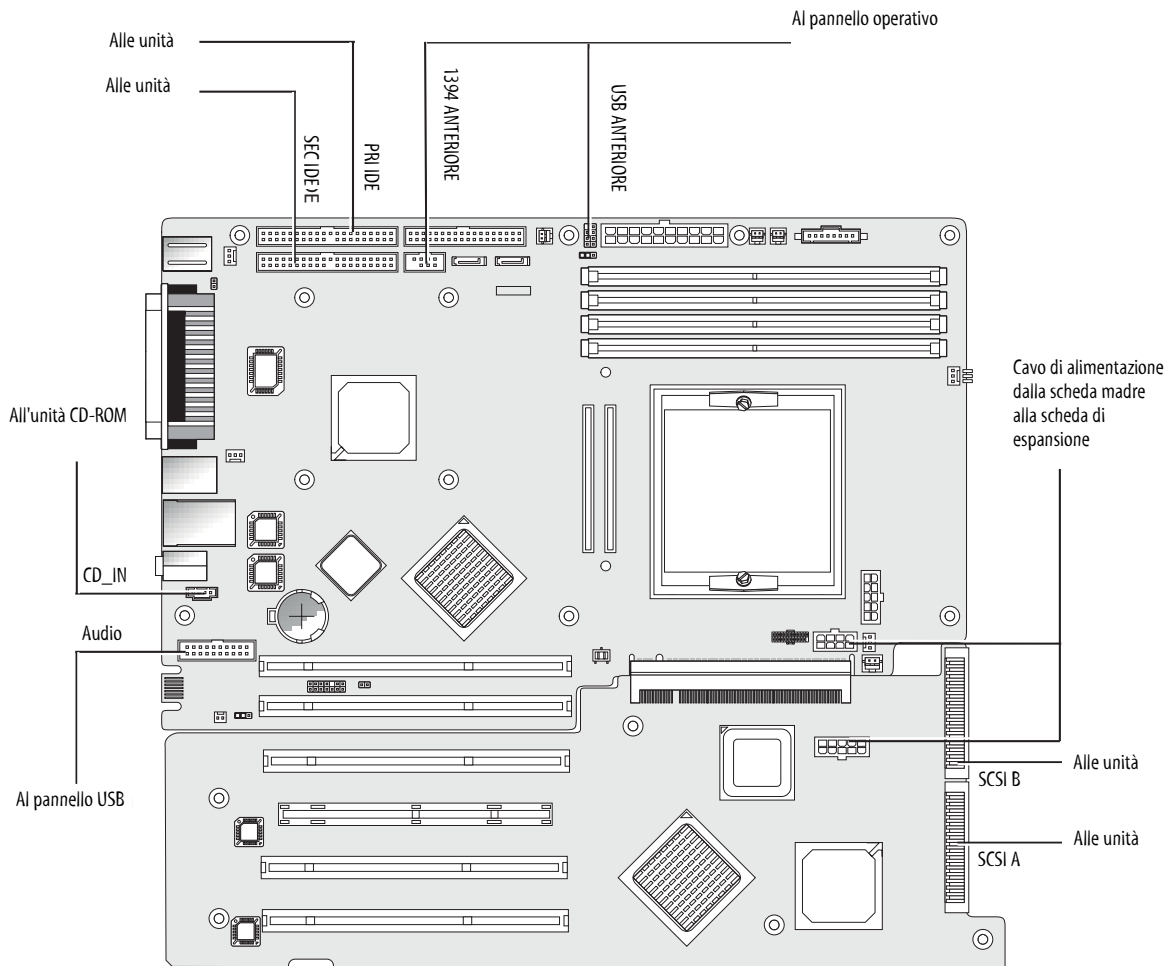 Al pannello operativo
Alle unità
Alle unità
SEC IDE)E
PRI IDE
1394 ANTERIORE
USB ANTERIORE
Cavo di alimentazione
dalla scheda madre
alla scheda di
espansione
All'unità CD-ROM
CD_IN
Audio
Al pannello USB
SCSI B
Alle unità
SCSI A
Alle unità